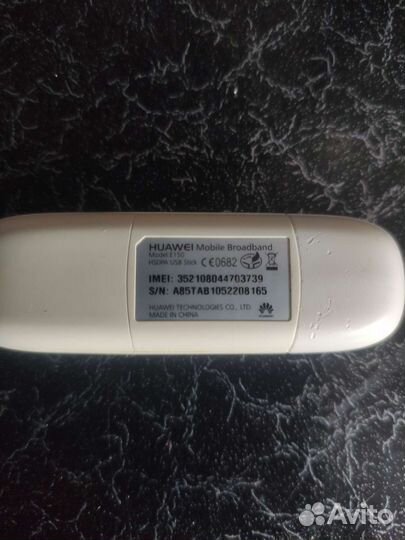 HUAWEI Mobile Broadband
Model:E150
HSDPA USB Stick CE0682
IMEI: 352108044703739
S/N: A85TAB1052208165
HUAWEI TECHNOLOGIES CO., LTD.
MADE IN CHINA
HUAWEI
Avito